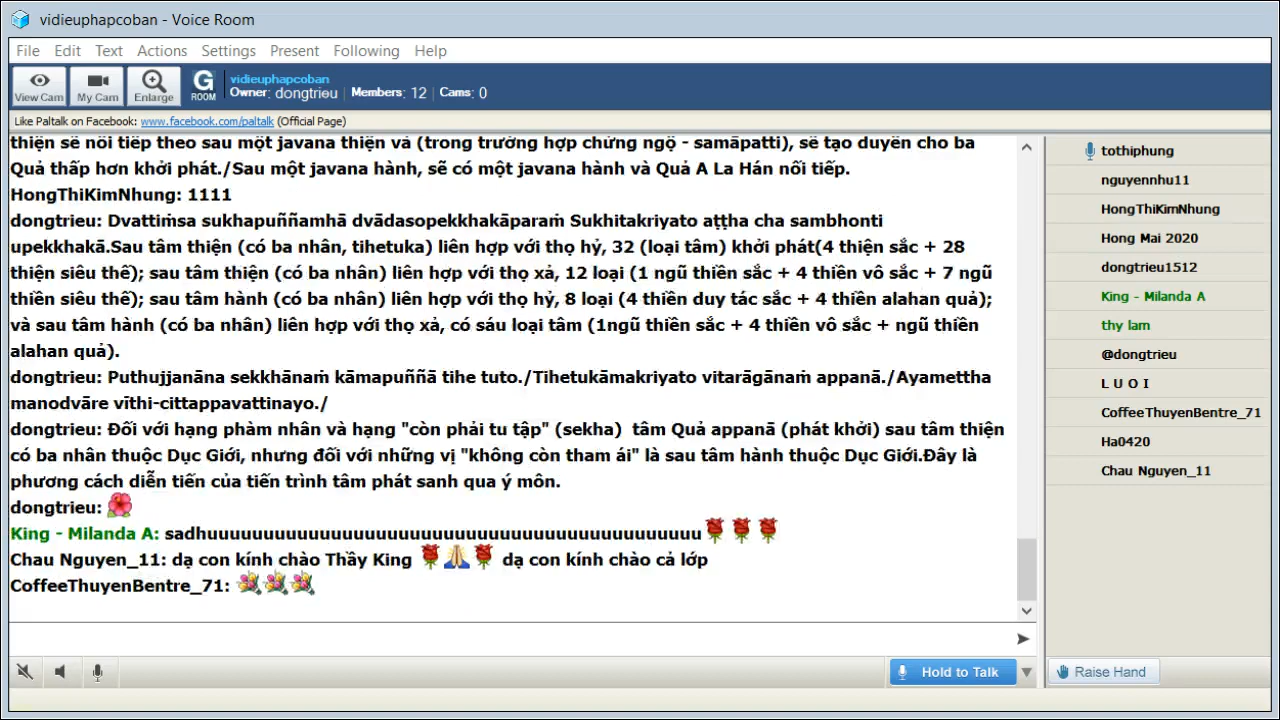 vidieuphapcoban - Voice Room
File Edit Text Actions Settings Present Following Help
View Cam My Cam Enlarge G ROOM vidieuphapcoban
Owner: dongtrieu | Members: 12 | Cams: 0
Like Paltalk on Facebook: www.facebook.com/paltalk (Official Page)
thiện sẽ nối tiếp theo sau một javana thiện và (trong trường hợp chứng ngộ - samāpatti), sẽ tạo duyên cho ba
Quả thấp hơn khởi phát./Sau một javana hành, sẽ có một javana hành và Quả A La Hán nối tiếp.
HongThiKimNhung: 1111
dongtrieu: Dvattiṁsa sukhapuññamhā dvādasopekkhakāparaṁ Sukhitakriyato aṭṭha cha sambhonti
upekkhakā.Sau tâm thiện (có ba nhân, tihetuka) liên hợp với thọ hỷ, 32 (loại tâm) khởi phát(4 thiện sắc + 28
thiện siêu thế); sau tâm thiện (có ba nhân) liên hợp với thọ xả, 12 loại (1 ngũ thiền sắc + 4 thiền vô sắc + 7 ngũ
thiền siêu thế); sau tâm hành (có ba nhân) liên hợp với thọ hỷ, 8 loại (4 thiền duy tác sắc + 4 thiền alahan quả);
và sau tâm hành (có ba nhân) liên hợp với thọ xả, có sáu loại tâm (1ngũ thiền sắc + 4 thiền vô sắc + ngũ thiền
alahan quả).
dongtrieu: Puthujjanāna sekkhānaṁ kāmapuññā tihe tuto./Tihetukāmakriyato vitarāgānaṁ appanā./Ayamettha
manodvāre vīthi-cittappavattinayo./
dongtrieu: Đối với hạng phàm nhân và hạng "còn phải tu tập" (sekha) tâm Quả appanā (phát khởi) sau tâm thiện
có ba nhân thuộc Dục Giới, nhưng đối với những vị "không còn tham ái" là sau tâm hành thuộc Dục Giới.Đây là
phương cách diễn tiến của tiến trình tâm phát sanh qua ý môn.
dongtrieu:
King - Milanda A: sadhuuuuuuuuuuuuuuuuuuuuuuuuuuuuuuuuuuuuuuuuuuuu
Chau Nguyen_11: dạ con kính chào Thầy King 🌹🙏🌹 dạ con kính chào cả lớp
CoffeeThuyenBentre_71:
Hold to Talk
tothiphung
nguyennhu11
HongThiKimNhung
Hong Mai 2020
dongtrieu1512
King - Milanda A
thy lam
@dongtrieu
L U O I
CoffeeThuyenBentre_71
Ha0420
Chau Nguyen_11
Raise Hand